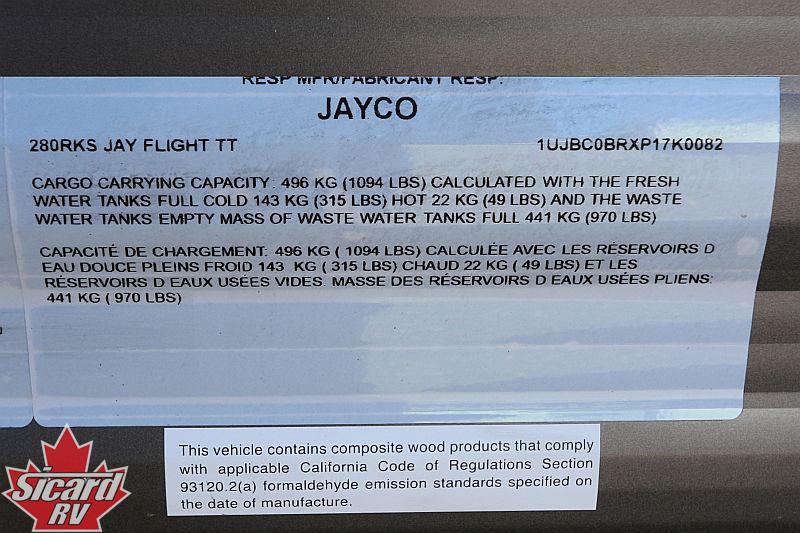 RESP MFR/FABRICANT RESP.
JAYCO
280RKS JAY FLIGHT TT 1UJBC0BRXP17K0082
CARGO CARRYING CAPACITY: 496 KG (1094 LBS) CALCULATED WITH THE FRESH
WATER TANKS FULL COLD 143 KG (315 LBS) HOT 22 KG (49 LBS) AND THE WASTE
WATER TANKS EMPTY MASS OF WASTE WATER TANKS FULL 441 KG (970 LBS)
CAPACITÉ DE CHARGEMENT: 496 KG ( 1094 LBS) CALCULÉE AVEC LES RÉSERVOIRS D
EAU DOUCE PLEINS FROID 143 KG ( 315 LBS) CHAUD 22 KG ( 49 LBS) ET LES
RÉSERVOIRS D EAUX USÉES VIDES. MASSE DES RÉSERVOIRS D EAUX USÉES PLIENS:
441 KG ( 970 LBS)
This vehicle contains composite wood products that comply
with applicable California Code of Regulations Section
93120.2(a) formaldehyde emission standards specified on
the date of manufacture.
Sicard
RV